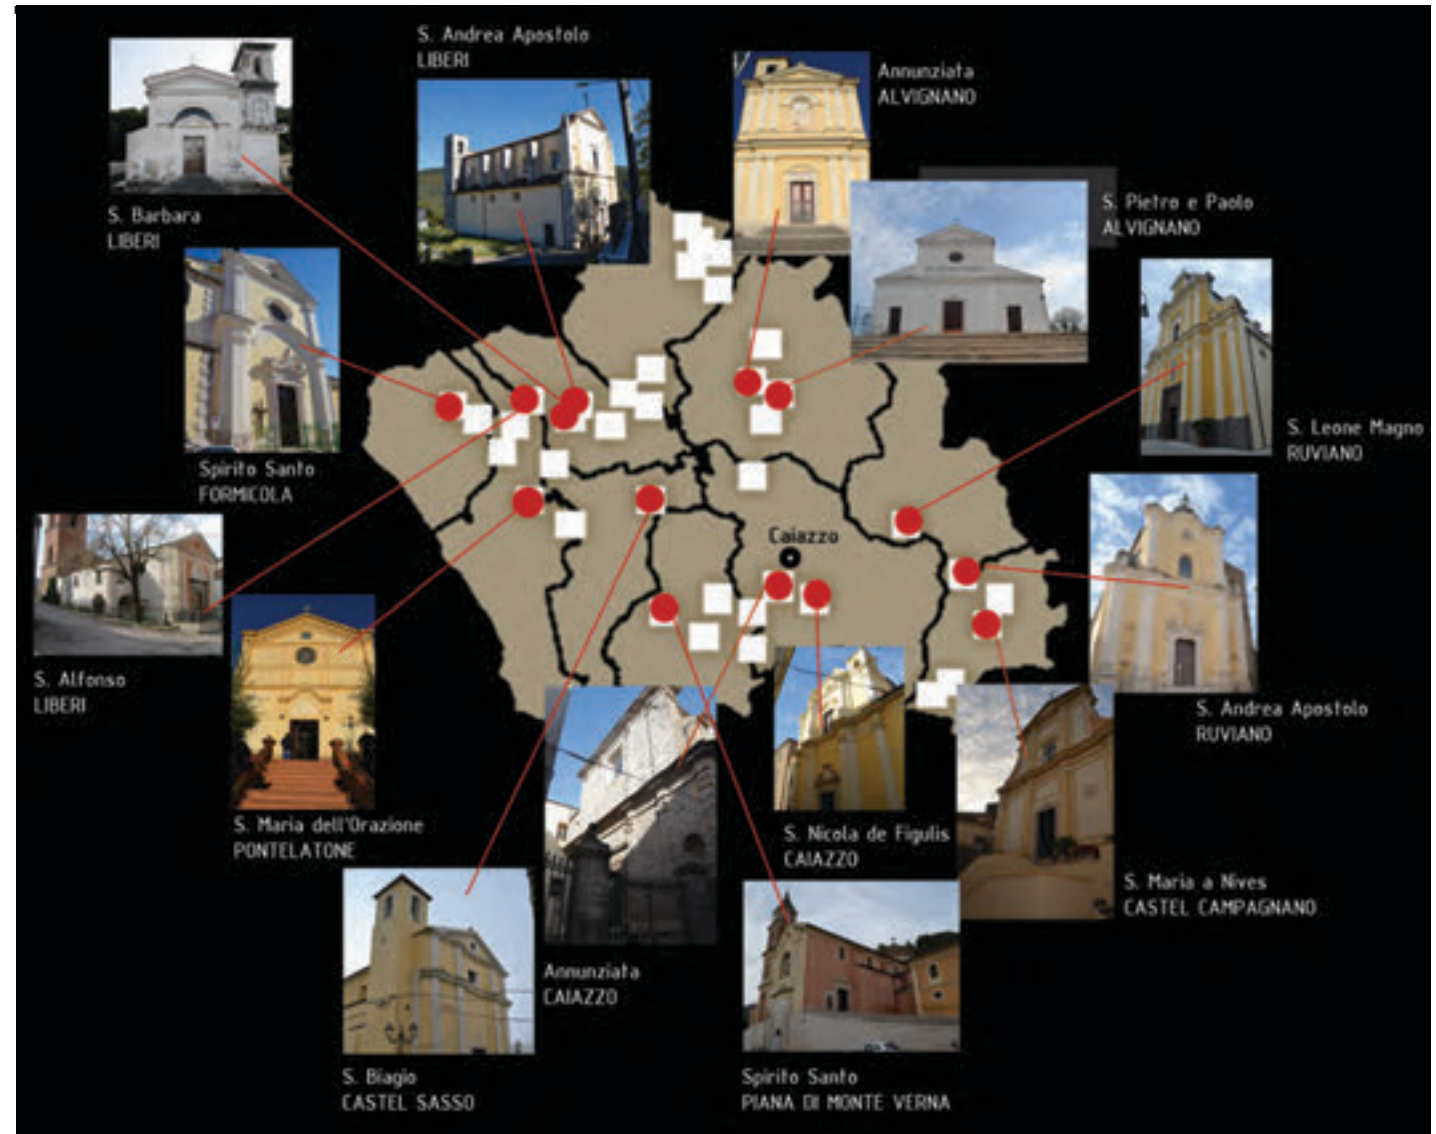 S. Andrea Apostolo
LIBERI
Annunziata
ALVIGNANO
S. Barbara
LIBERI
S. Pietro e Paolo
ALVIGNANO
S. Leone Magno
RUVIANO
Spirito Santo
FORMICOLA
Caiazzo
S. Alfonso
LIBERI
S. Andrea Apostolo
RUVIANO
S. Maria dell'Orazione
PONTELATONE
S. Nicola de Figulis
CAIAZZO
S. Maria a Nives
CASTEL CAMPAGNANO
Annunziata
CAIAZZO
S. Biagio
CASTEL SASSO
Spirito Santo
PIANA DI MONTE VERNA